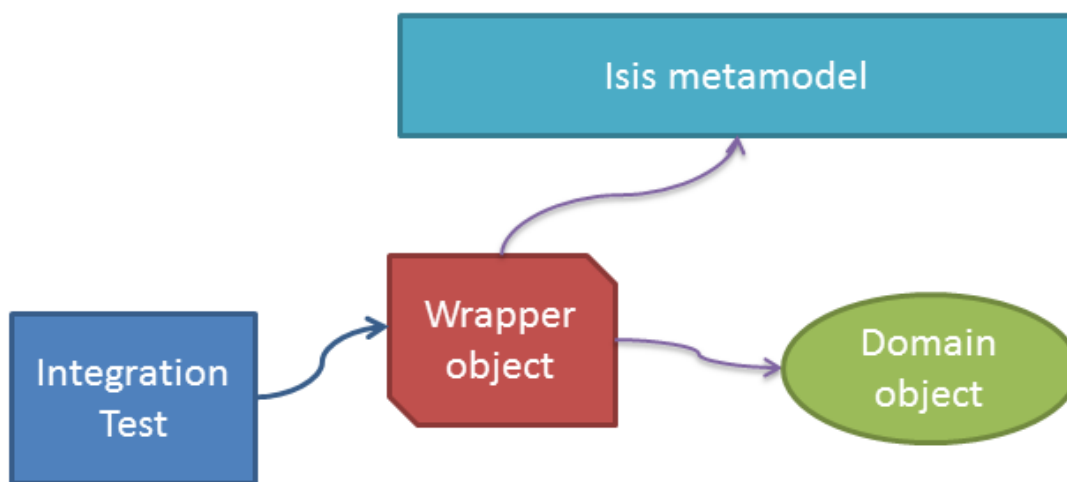 Isis metamodel
Wrapper
object
Integration
Test
Domain
object